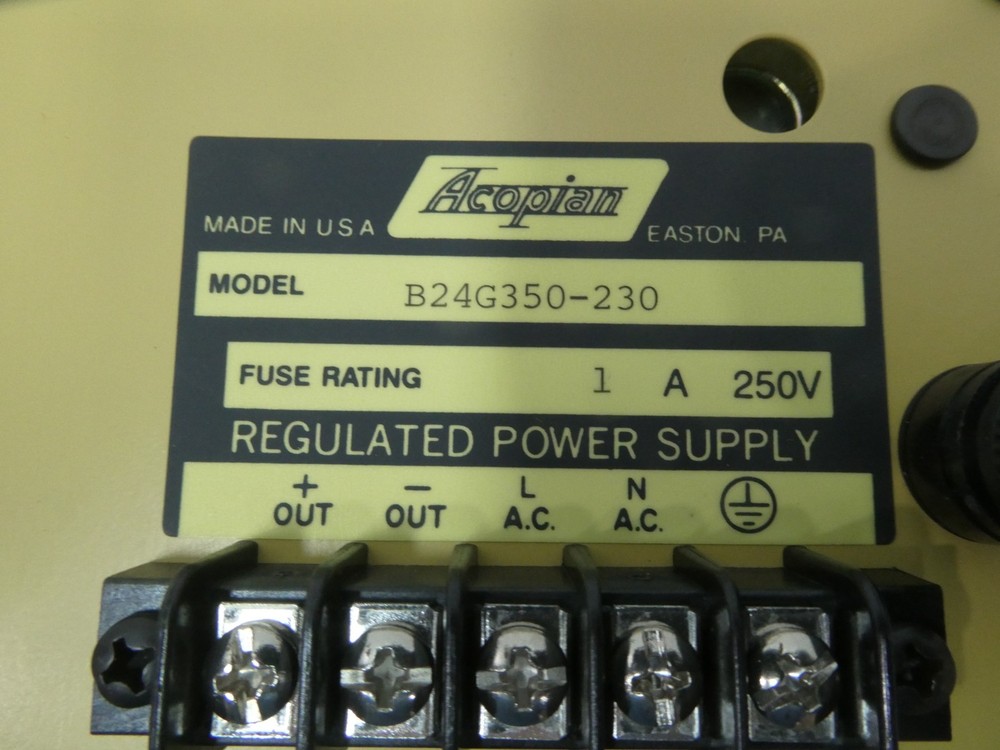 Acopian
MADE IN USA
EASTON, PA
MODEL B24G350-230
FUSE RATING 1 A 250V
REGULATED POWER SUPPLY
+ − L N
OUT OUT A.C. A.C.